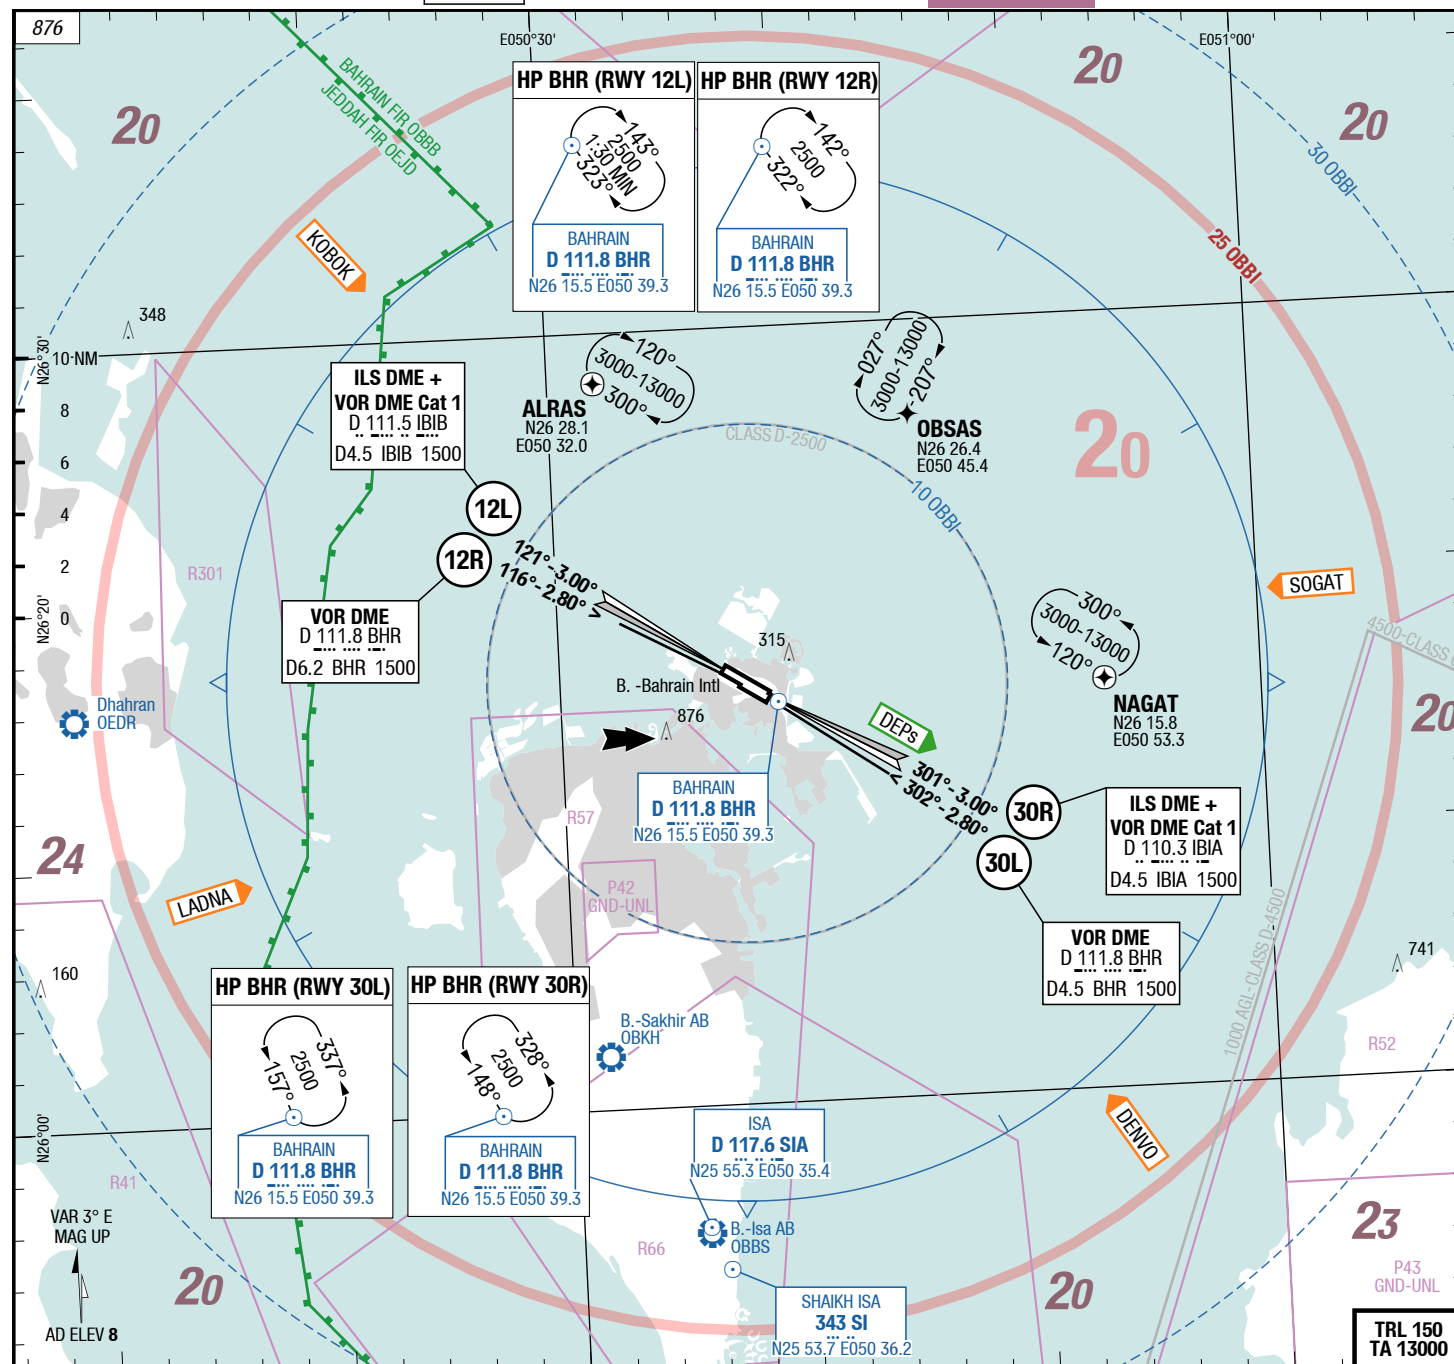 876
E050°30'
E051°00'
20
20
20
BAHRAIN FIR OBBB
JEDDAH FIR OEJD
30 OBBI
25 OBBI
HP BHR (RWY 12L)
143°
2500
1:30 MIN
323°
BAHRAIN
D 111.8 BHR
N26 15.5 E050 39.3
HP BHR (RWY 12R)
142°
2500
322°
BAHRAIN
D 111.8 BHR
N26 15.5 E050 39.3
KOBOK
348
N26°30'
10 NM
8
6
4
2
0
N26°20'
ILS DME +
VOR DME Cat 1
D 111.5 IBIB
D4.5 IBIB 1500
120°
3000-13000
300°
ALRAS
N26 28.1
E050 32.0
027°
3000-13000
207°
OBSAS
N26 26.4
E050 45.4
CLASS D-2500
10 OBBI
20
12L
12R
121°-3.00°
116°-2.80° >
R301
VOR DME
D 111.8 BHR
D6.2 BHR 1500
SOGAT
300°
3000-13000
120°
NAGAT
N26 15.8
E050 53.3
4500-CLASS
315
B. -Bahrain Intl
876
Dhahran
OEDR
DEPs
20
BAHRAIN
D 111.8 BHR
N26 15.5 E050 39.3
301°-3.00°
< 302°-2.80°
30R
30L
ILS DME +
VOR DME Cat 1
D 110.3 IBIA
D4.5 IBIA 1500
R57
P42
GND-UNL
24
LADNA
VOR DME
D 111.8 BHR
D4.5 BHR 1500
1000 AGL-CLASS D-4500
741
160
HP BHR (RWY 30L)
337°
2500
157°
BAHRAIN
D 111.8 BHR
N26 15.5 E050 39.3
HP BHR (RWY 30R)
328°
2500
148°
BAHRAIN
D 111.8 BHR
N26 15.5 E050 39.3
B.-Sakhir AB
OBKH
R52
N26°00'
ISA
D 117.6 SIA
N25 55.3 E050 35.4
DENVO
R41
VAR 3° E
MAG UP
AD ELEV 8
20
R66
B.-Isa AB
OBBS
SHAIKH ISA
343 SI
N25 53.7 E050 36.2
20
23
P43
GND-UNL
TRL 150
TA 13000